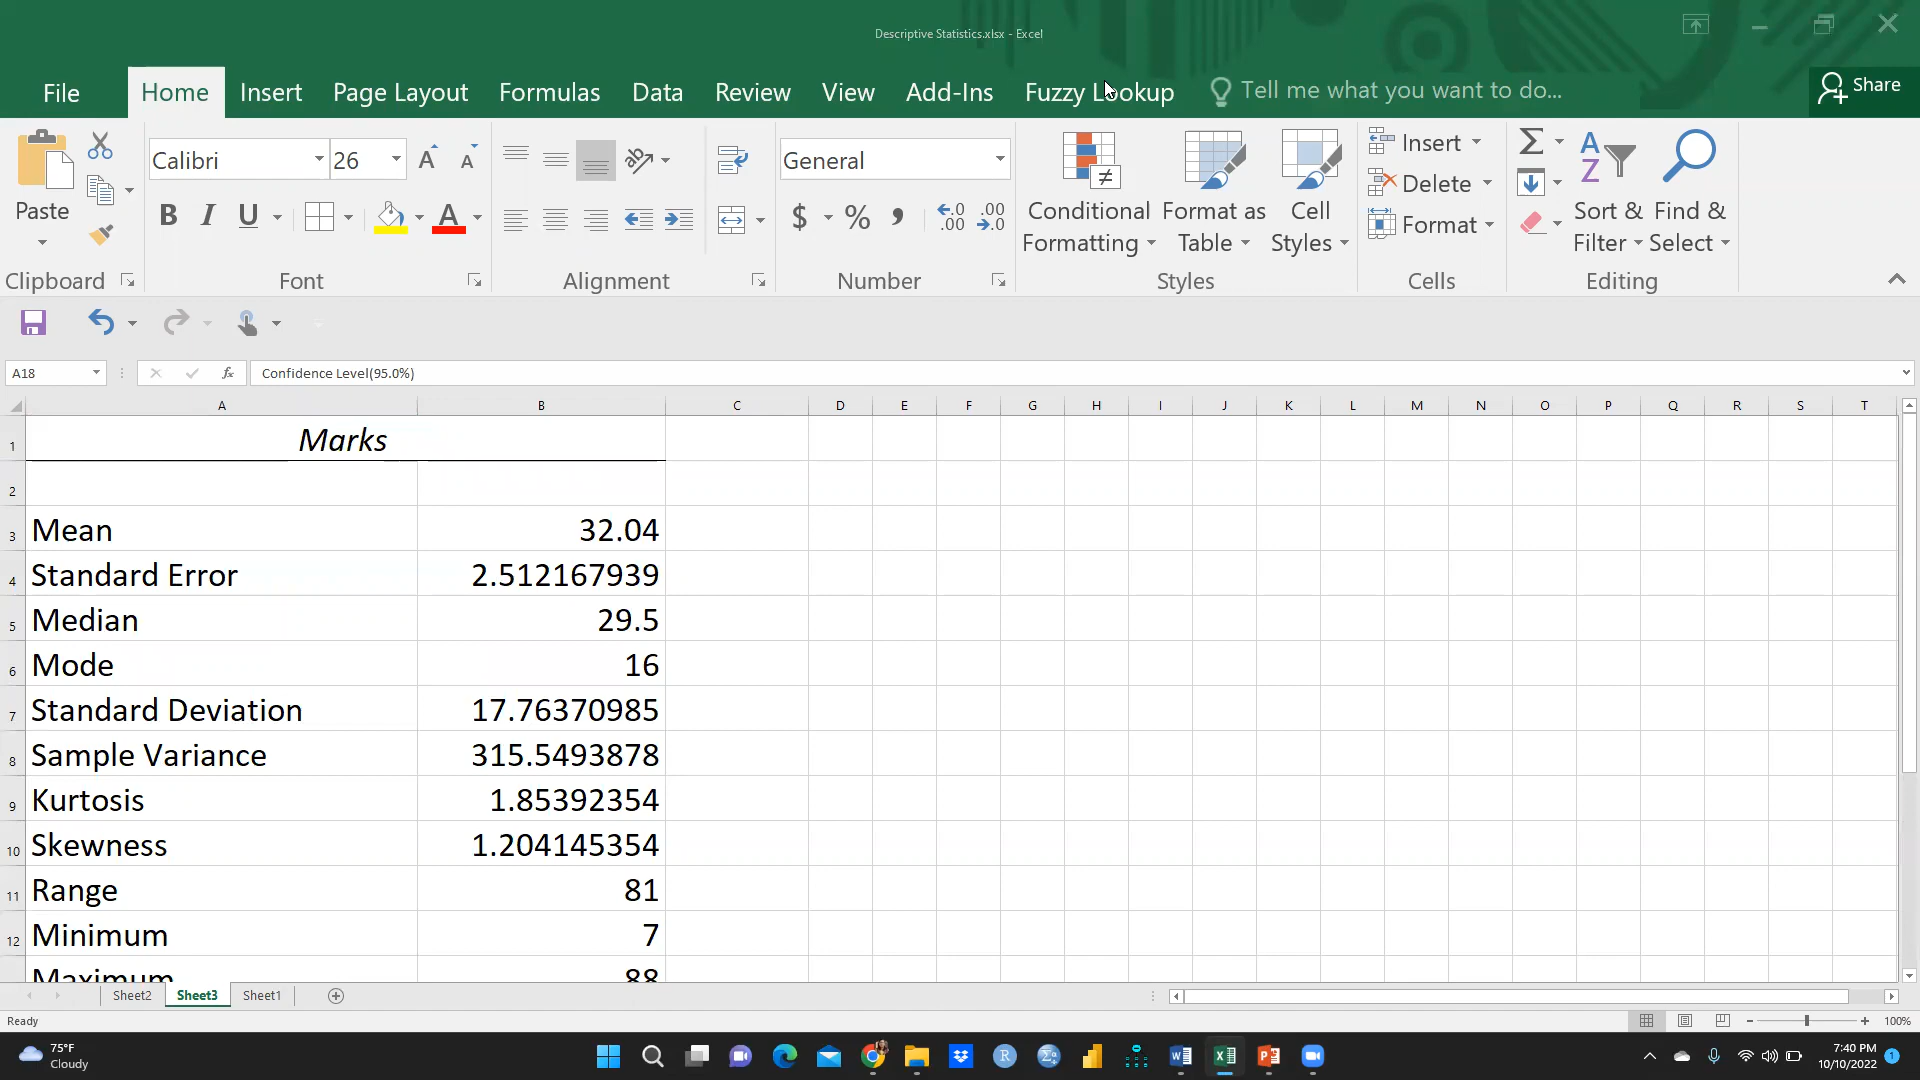 Descriptive Statistics.xlsx - Excel
File Home Insert Page Layout Formulas Data Review View Add-Ins Fuzzy Lookup Tell me what you want to do... Share
Paste
Clipboard
Calibri 26
B I U A
Font
Alignment
General
$ % ,
Number
Conditional Formatting
Format as Table
Cell Styles
Styles
Insert
Delete
Format
Cells
Sort & Filter
Find & Select
Editing
A18 fx Confidence Level(95.0%)
A B C D E F G H I J K L M N O P Q R S T
1 Marks
2
3 Mean 32.04
4 Standard Error 2.512167939
5 Median 29.5
6 Mode 16
7 Standard Deviation 17.76370985
8 Sample Variance 315.5493878
9 Kurtosis 1.85392354
10 Skewness 1.204145354
11 Range 81
12 Minimum 7
Maximum 88
Sheet2 Sheet3 Sheet1
Ready 100%
75°F
Cloudy
7:40 PM
10/10/2022